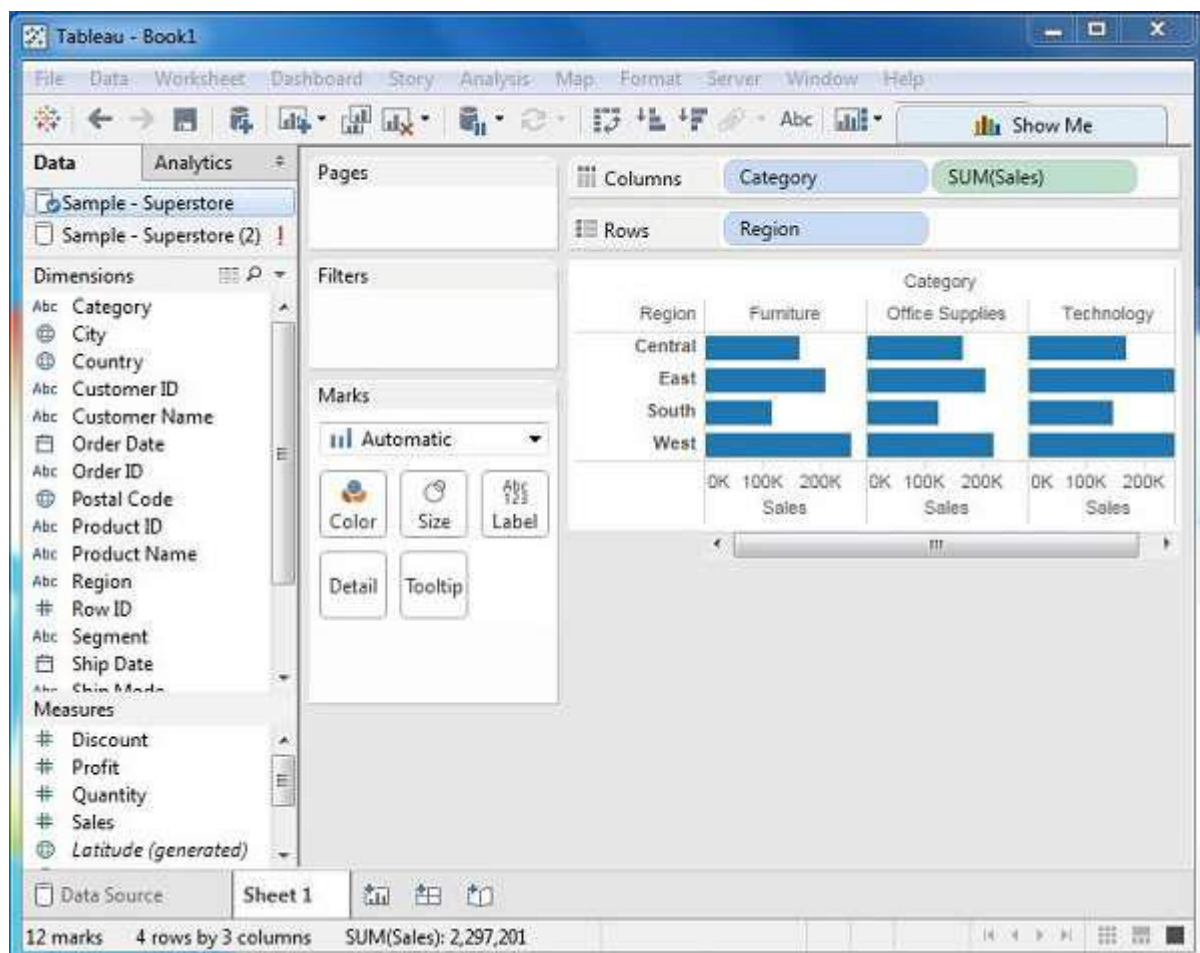 Tableau - Book1
File Data Worksheet Dashboard Story Analysis Map Format Server Window Help
Abc Show Me
Data Analytics
Sample - Superstore
Sample - Superstore (2) !
Dimensions
Abc Category
City
Country
Abc Customer ID
Abc Customer Name
Order Date
Abc Order ID
Postal Code
Abc Product ID
Abc Product Name
Abc Region
# Row ID
Abc Segment
Ship Date
Abc Ship Mode
Measures
# Discount
# Profit
# Quantity
# Sales
Latitude (generated)
Pages
Filters
Marks
Automatic
Color Size Abc 123 Label
Detail Tooltip
Columns Category SUM(Sales)
Rows Region
Category
Region Furniture Office Supplies Technology
Central
East
South
West
0K 100K 200K 0K 100K 200K 0K 100K 200K
Sales Sales Sales
Data Source Sheet 1
12 marks 4 rows by 3 columns SUM(Sales): 2,297,201